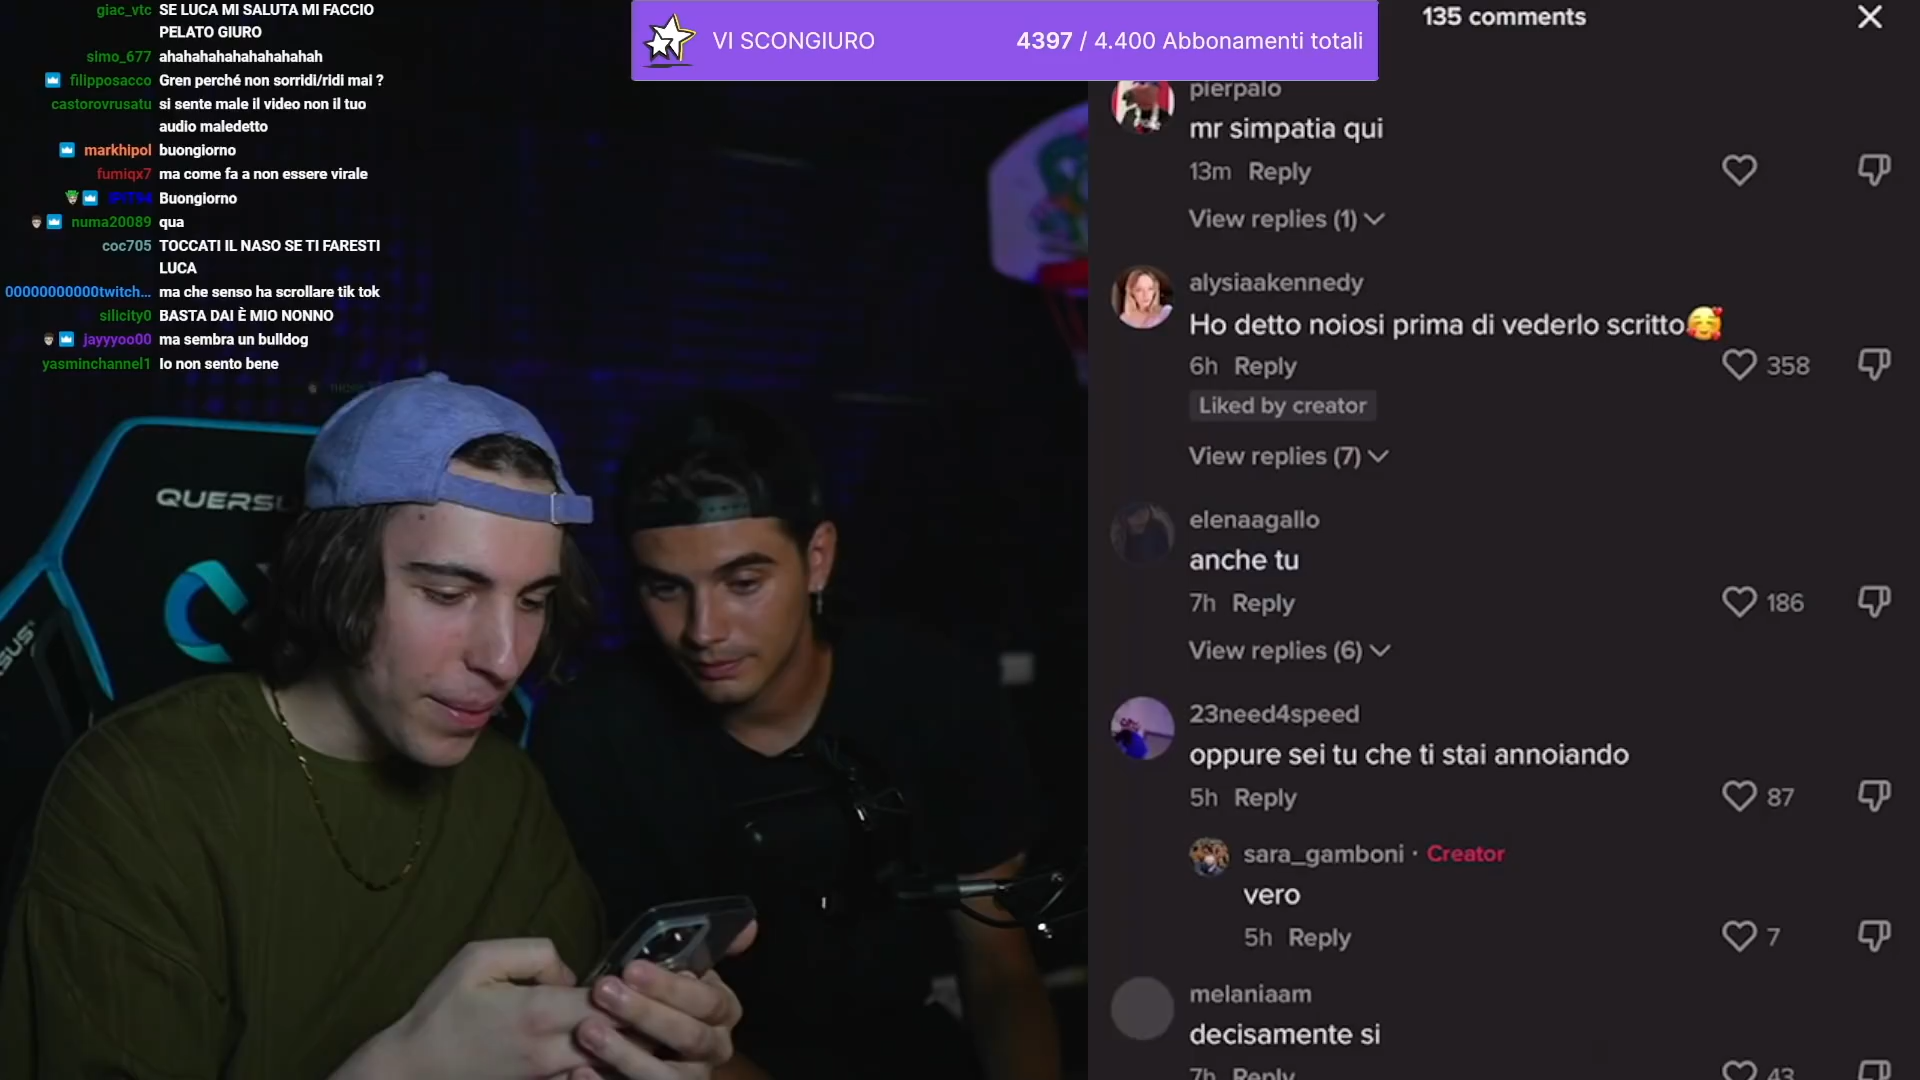 giac_vtc SE LUCA MI SALUTA MI FACCIO
PELATO GIURO
simo_677 ahahahahahahahahahah
filipposacco Gren perché non sorridi/ridi mai ?
castorovrusatu si sente male il video non il tuo
audio maledetto
markhipol buongiorno
fumiqx7 ma come fa a non essere virale
Buongiorno
numa20089 qua
coc705 TOCCATI IL NASO SE TI FARESTI
LUCA
00000000000twitch... ma che senso ha scrollare tik tok
silicity0 BASTA DAI È MIO NONNO
jayyyoo00 ma sembra un bulldog
yasminchannel1 Io non sento bene
VI SCONGIURO 4397 / 4.400 Abbonamenti totali
QUERSU
135 comments
pierpalo
mr simpatia qui
13m Reply
View replies (1)
alysiaakennedy
Ho detto noiosi prima di vederlo scritto🥰
6h Reply 358
Liked by creator
View replies (7)
elenaagallo
anche tu
7h Reply 186
View replies (6)
23need4speed
oppure sei tu che ti stai annoiando
5h Reply 87
sara_gamboni · Creator
vero
5h Reply 7
melaniaam
decisamente si
7h Reply 43